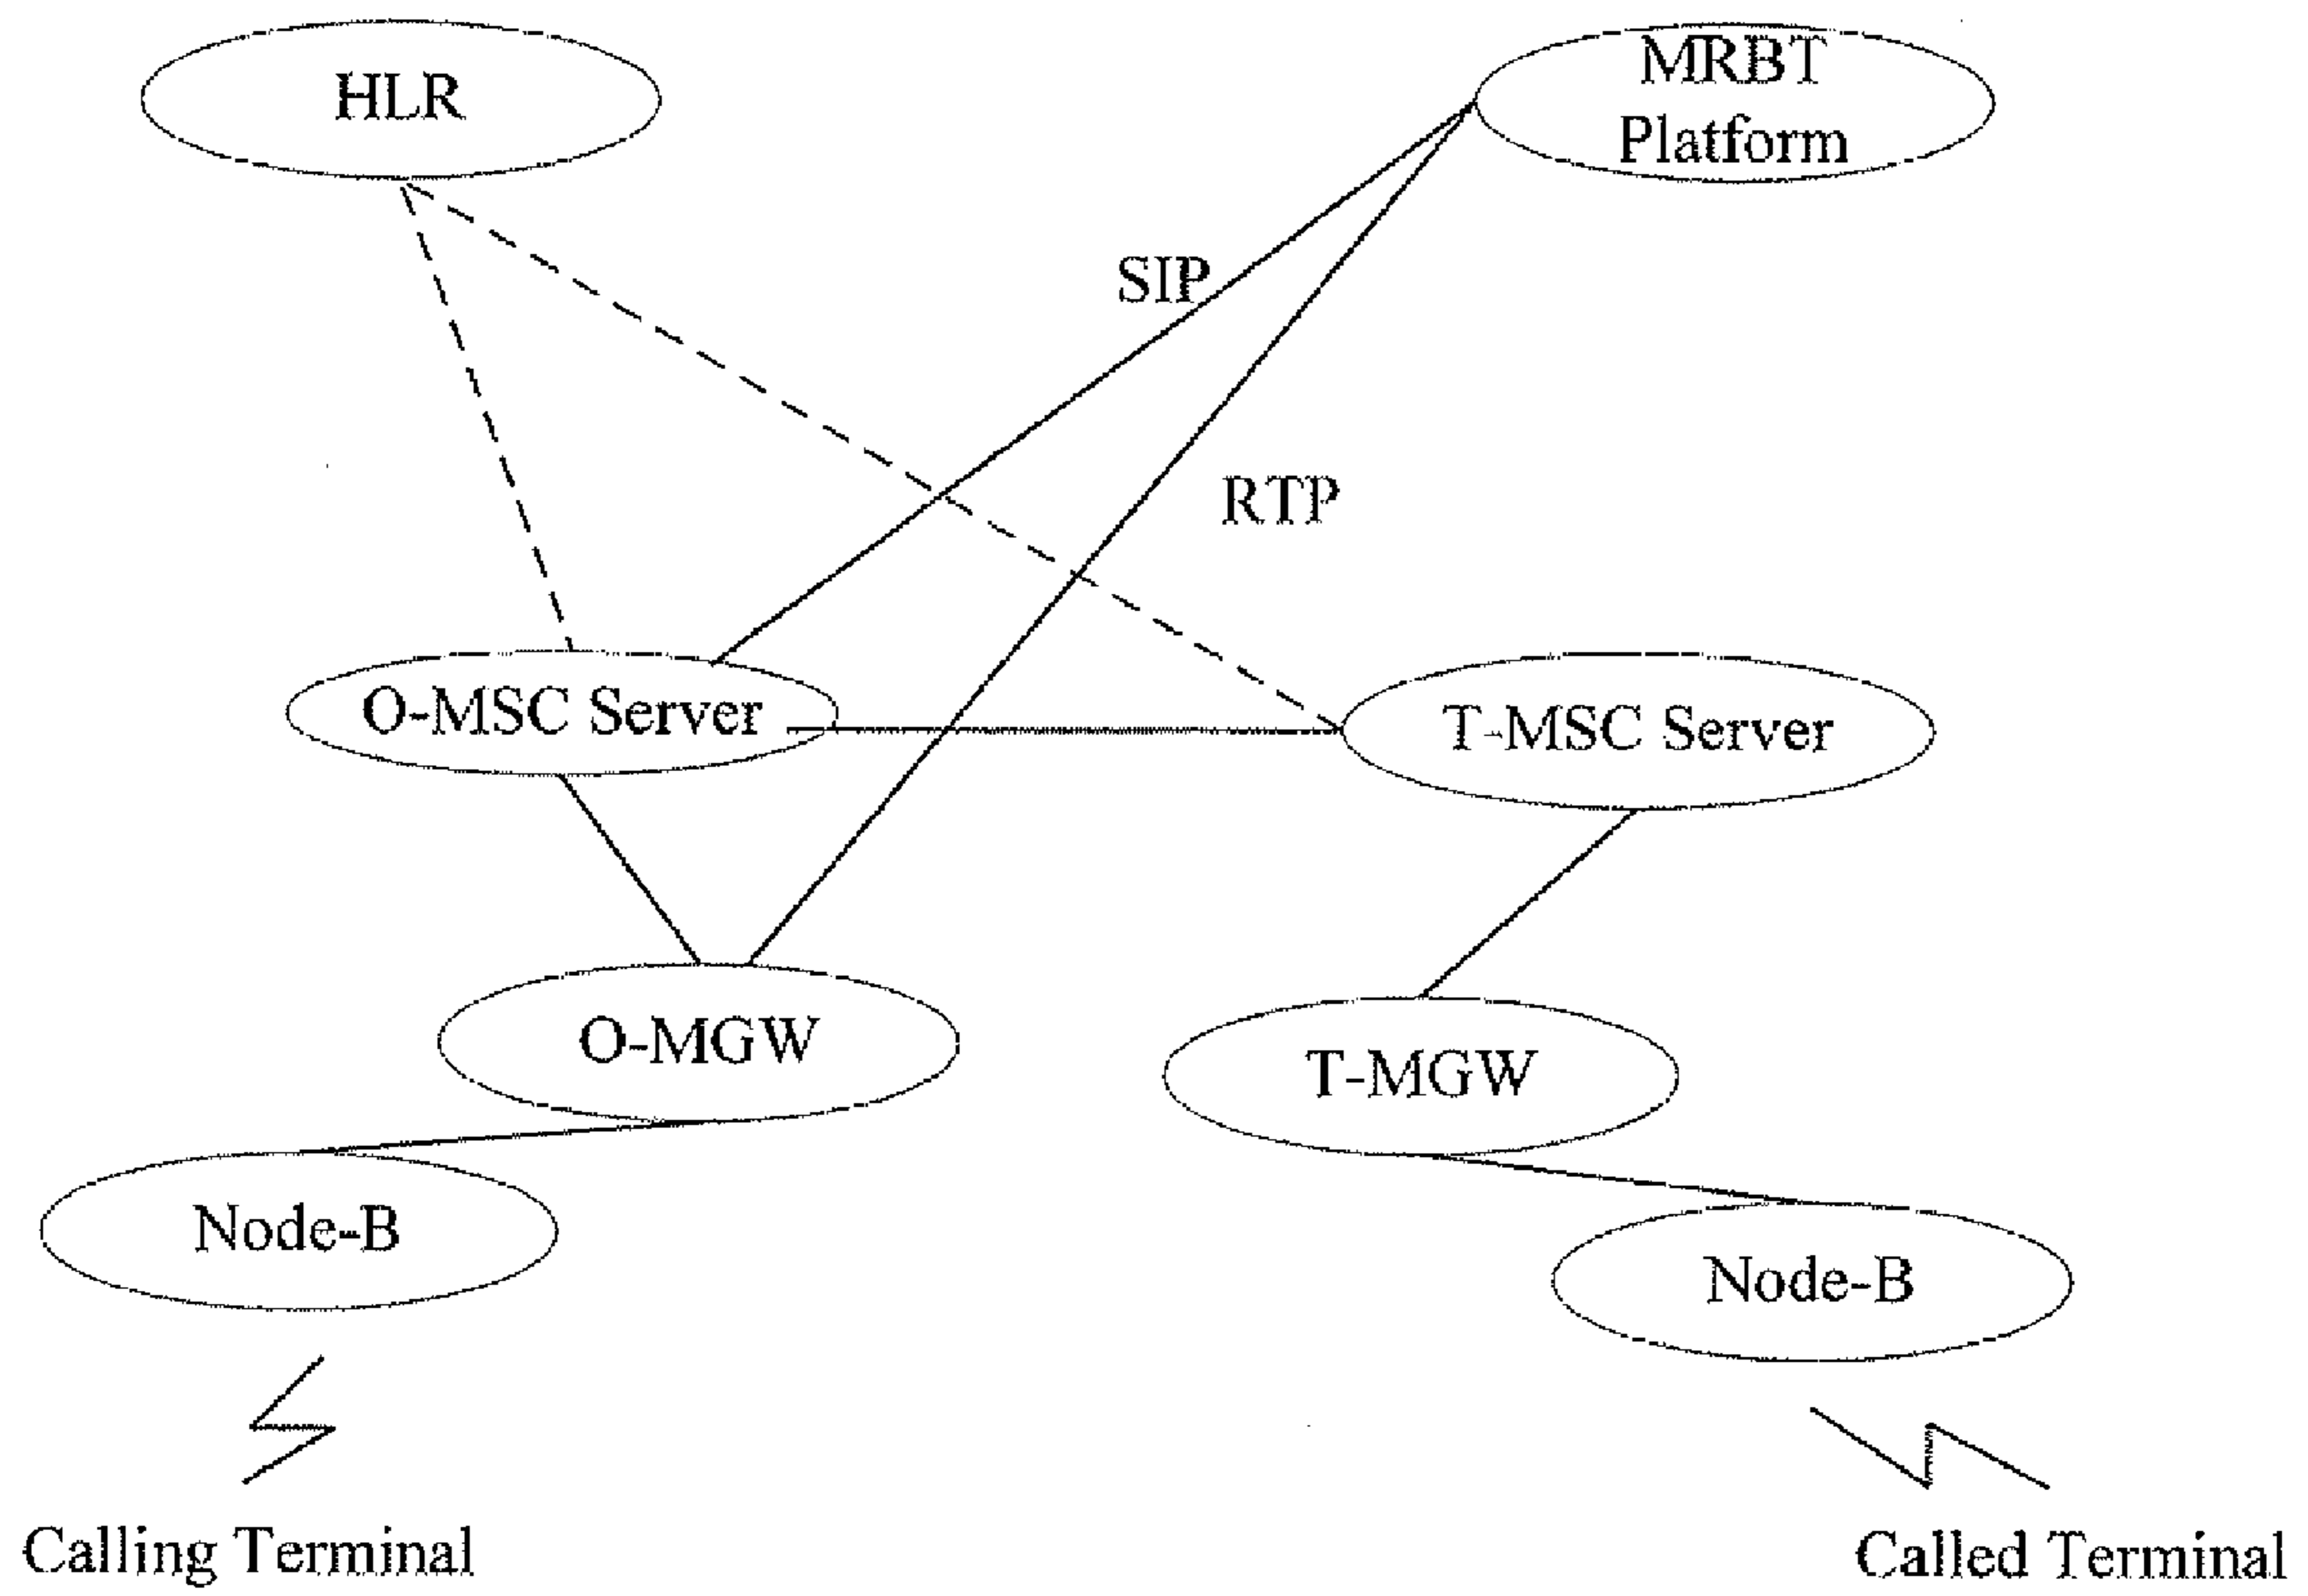 HLR
MRBT
Platform
SIP
RTP
O-MSC Server
T-MSC Server
O-MGW
T-MGW
Node-B
Node-B
Calling Terminal
Called Terminal